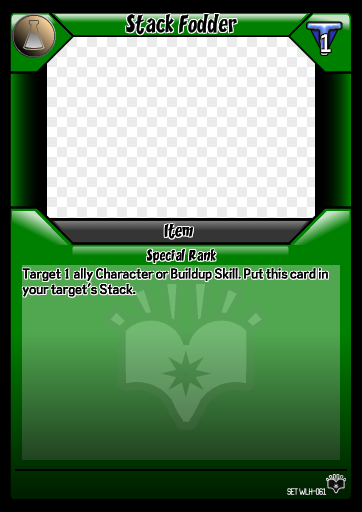 Stack Fodder
1
Item
Special Rank
Target 1 ally Character or Buildup Skill. Put this card in
your target's Stack.
SET WLH-061